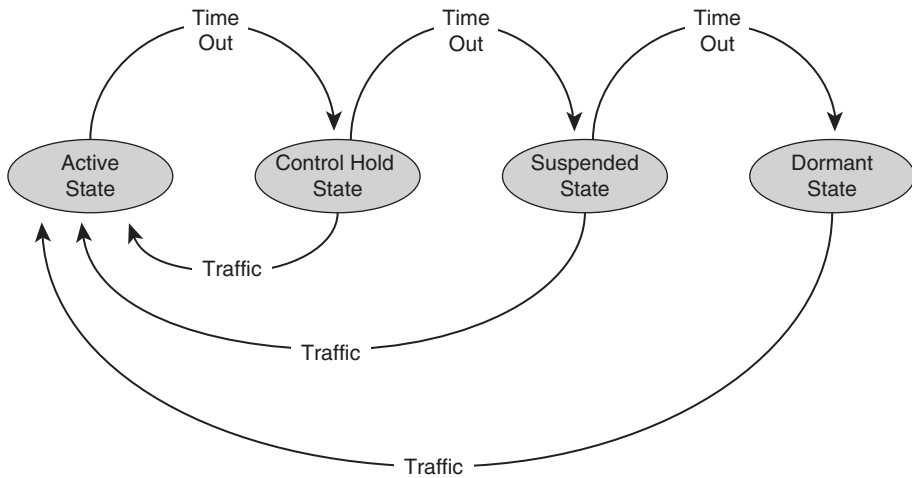 Time
Out
Time
Out
Time
Out
Active
State
Control Hold
State
Suspended
State
Dormant
State
Traffic
Traffic
Traffic